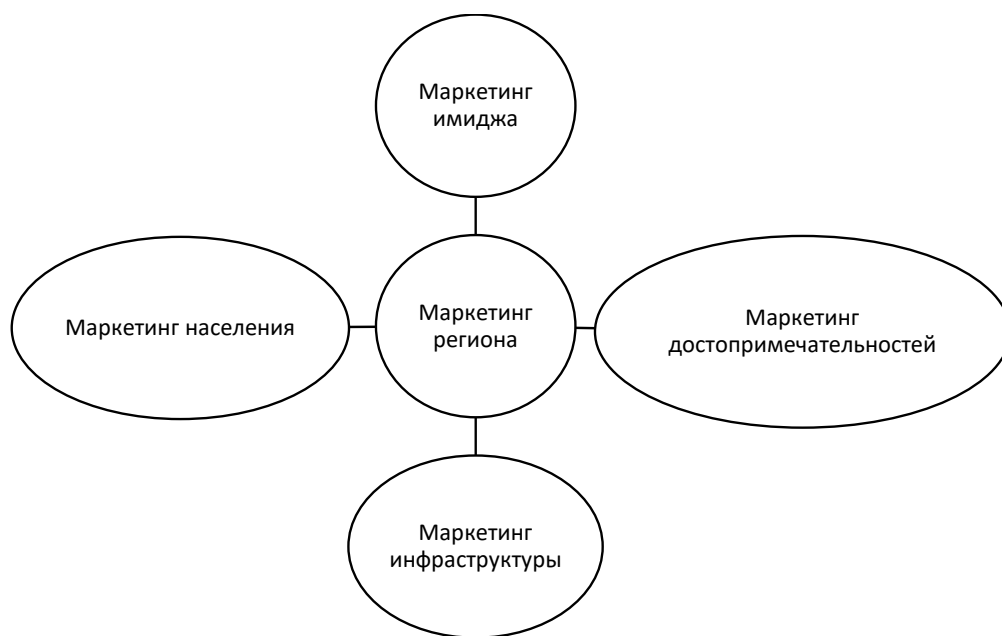 Маркетинг
имиджа
Маркетинг населения
Маркетинг
региона
Маркетинг
достопримечательностей
Маркетинг
инфраструктуры